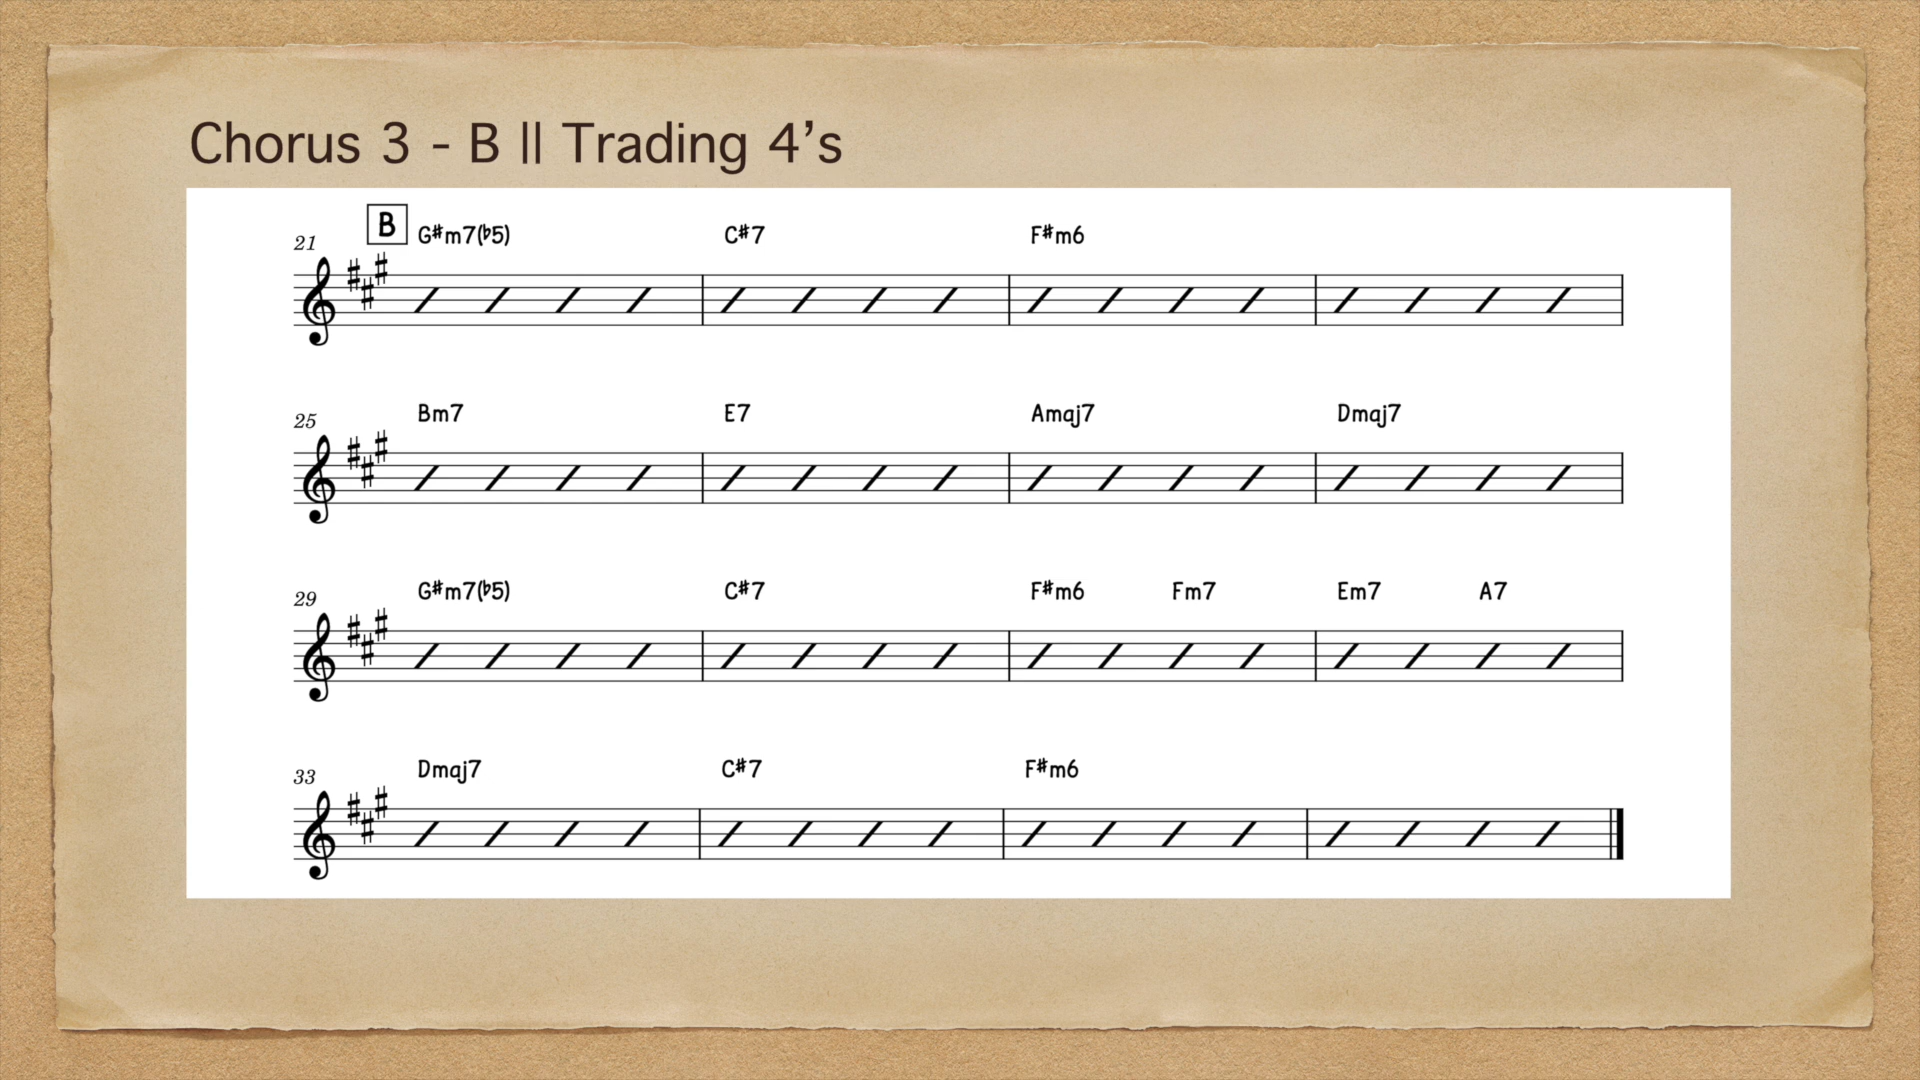 Chorus 3 - B || Trading 4’s
B G#m7(b5) C#7 F#m6
21
Bm7 E7 Amaj7 Dmaj7
25
G#m7(b5) C#7 F#m6 Fm7 Em7 A7
29
Dmaj7 C#7 F#m6
33